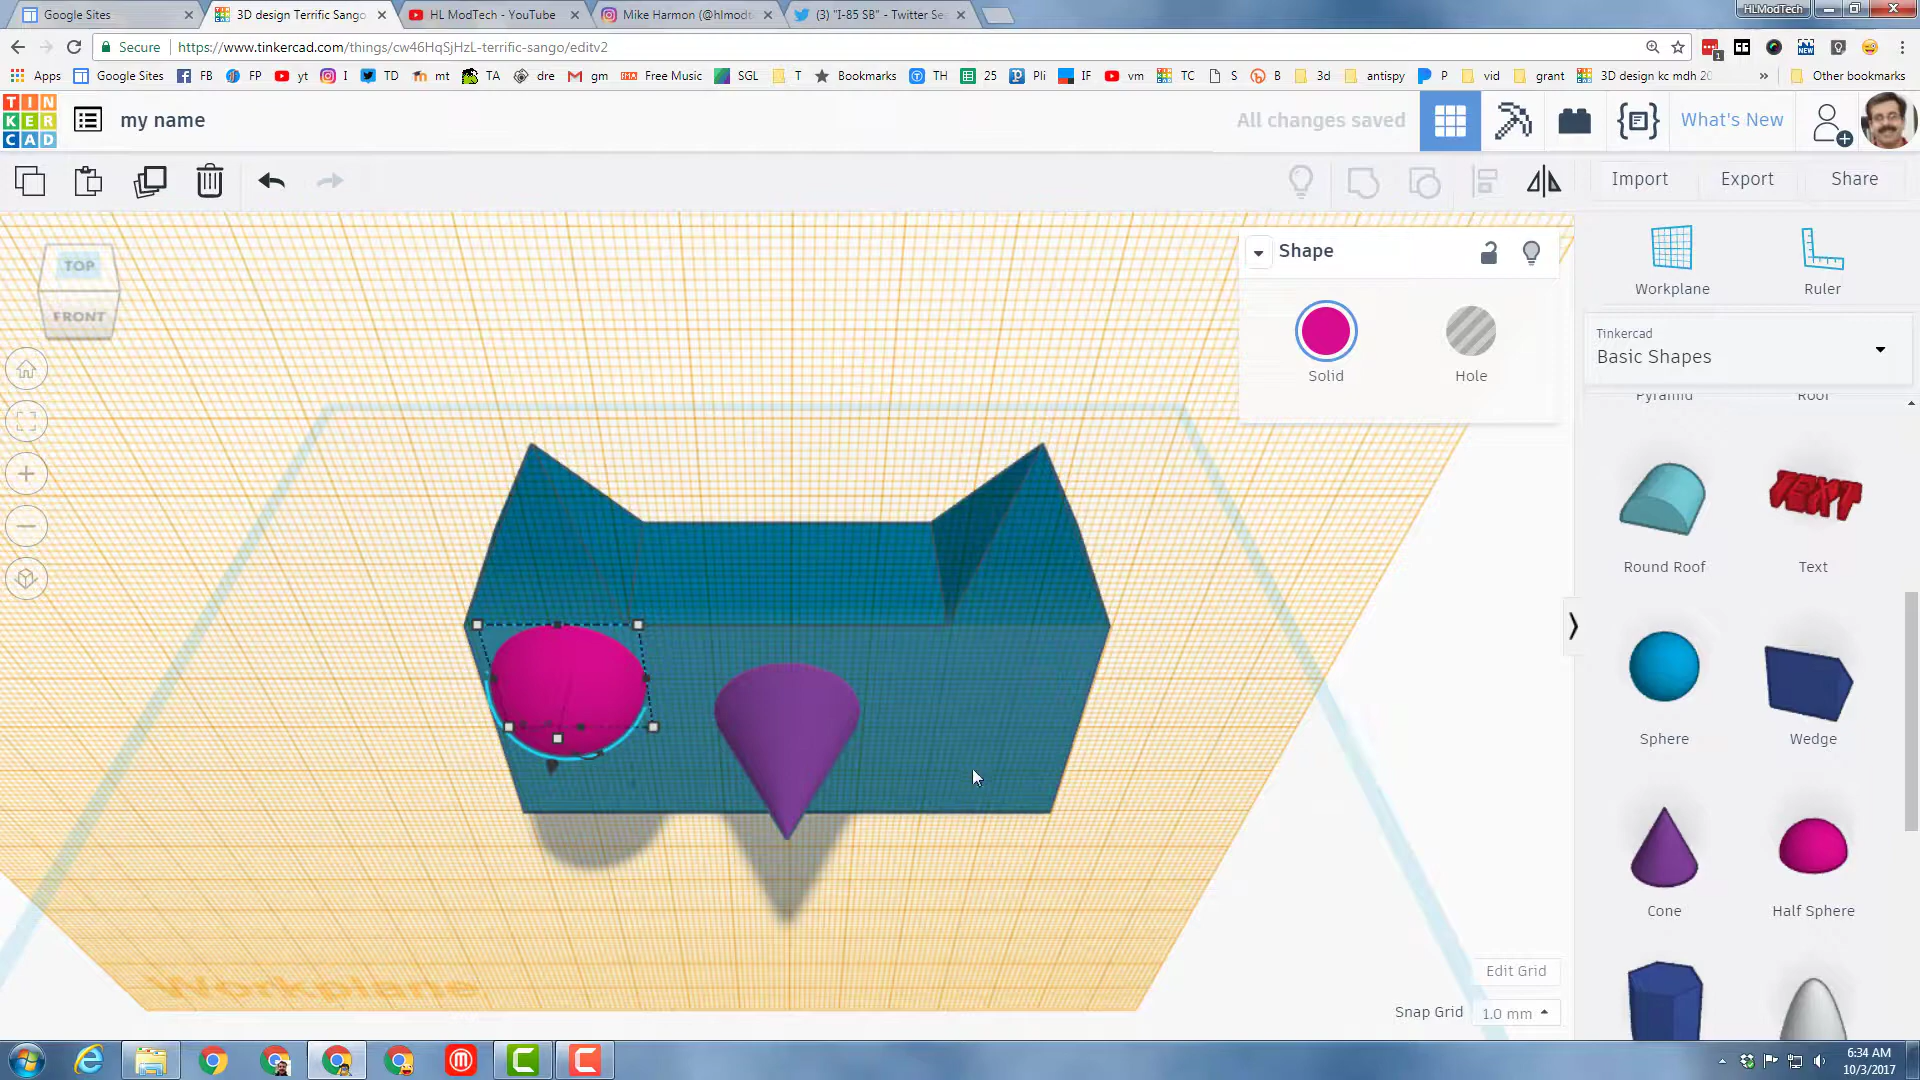 Google Sites
3D design Terrific Sango
HL ModTech - YouTube
Mike Harmon (@hlmodt
(3) "I-85 SB" - Twitter Se
HLModTech
Secure
https://www.tinkercad.com/things/cw46HqSjHzL-terrific-sango/editv2
Apps
Google Sites
FB
FP
yt
I
TD
mt
TA
dre
gm
Free Music
SGL
T
Bookmarks
TH
25
Pli
IF
vm
TC
S
B
3d
antispy
P
vid
grant
3D design kc mdh 20
»
Other bookmarks
TIN
KER
CAD
my name
All changes saved
What's New
Import
Export
Share
TOP
FRONT
Shape
Solid
Hole
Workplane
Ruler
Tinkercad
Basic Shapes
Pyramid
Roof
Round Roof
TEXT
Text
Sphere
Wedge
Cone
Half Sphere
Workplane
Edit Grid
Snap Grid
1.0 mm
6:34 AM
10/3/2017